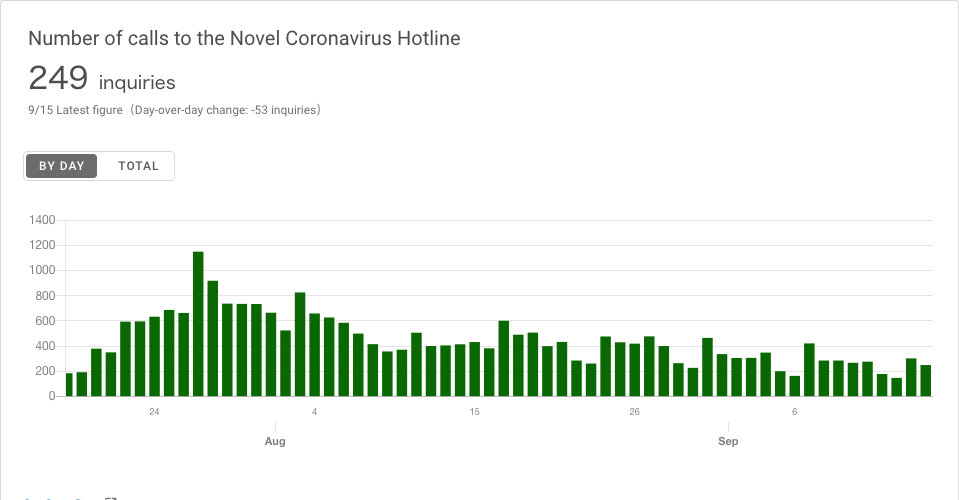 Number of calls to the Novel Coronavirus Hotline
249 inquiries
9/15 Latest figure（Day-over-day change: -53 inquiries）
BY DAY TOTAL
1400
1200
1000
800
600
400
200
0
24 4 15 26 6
Aug Sep